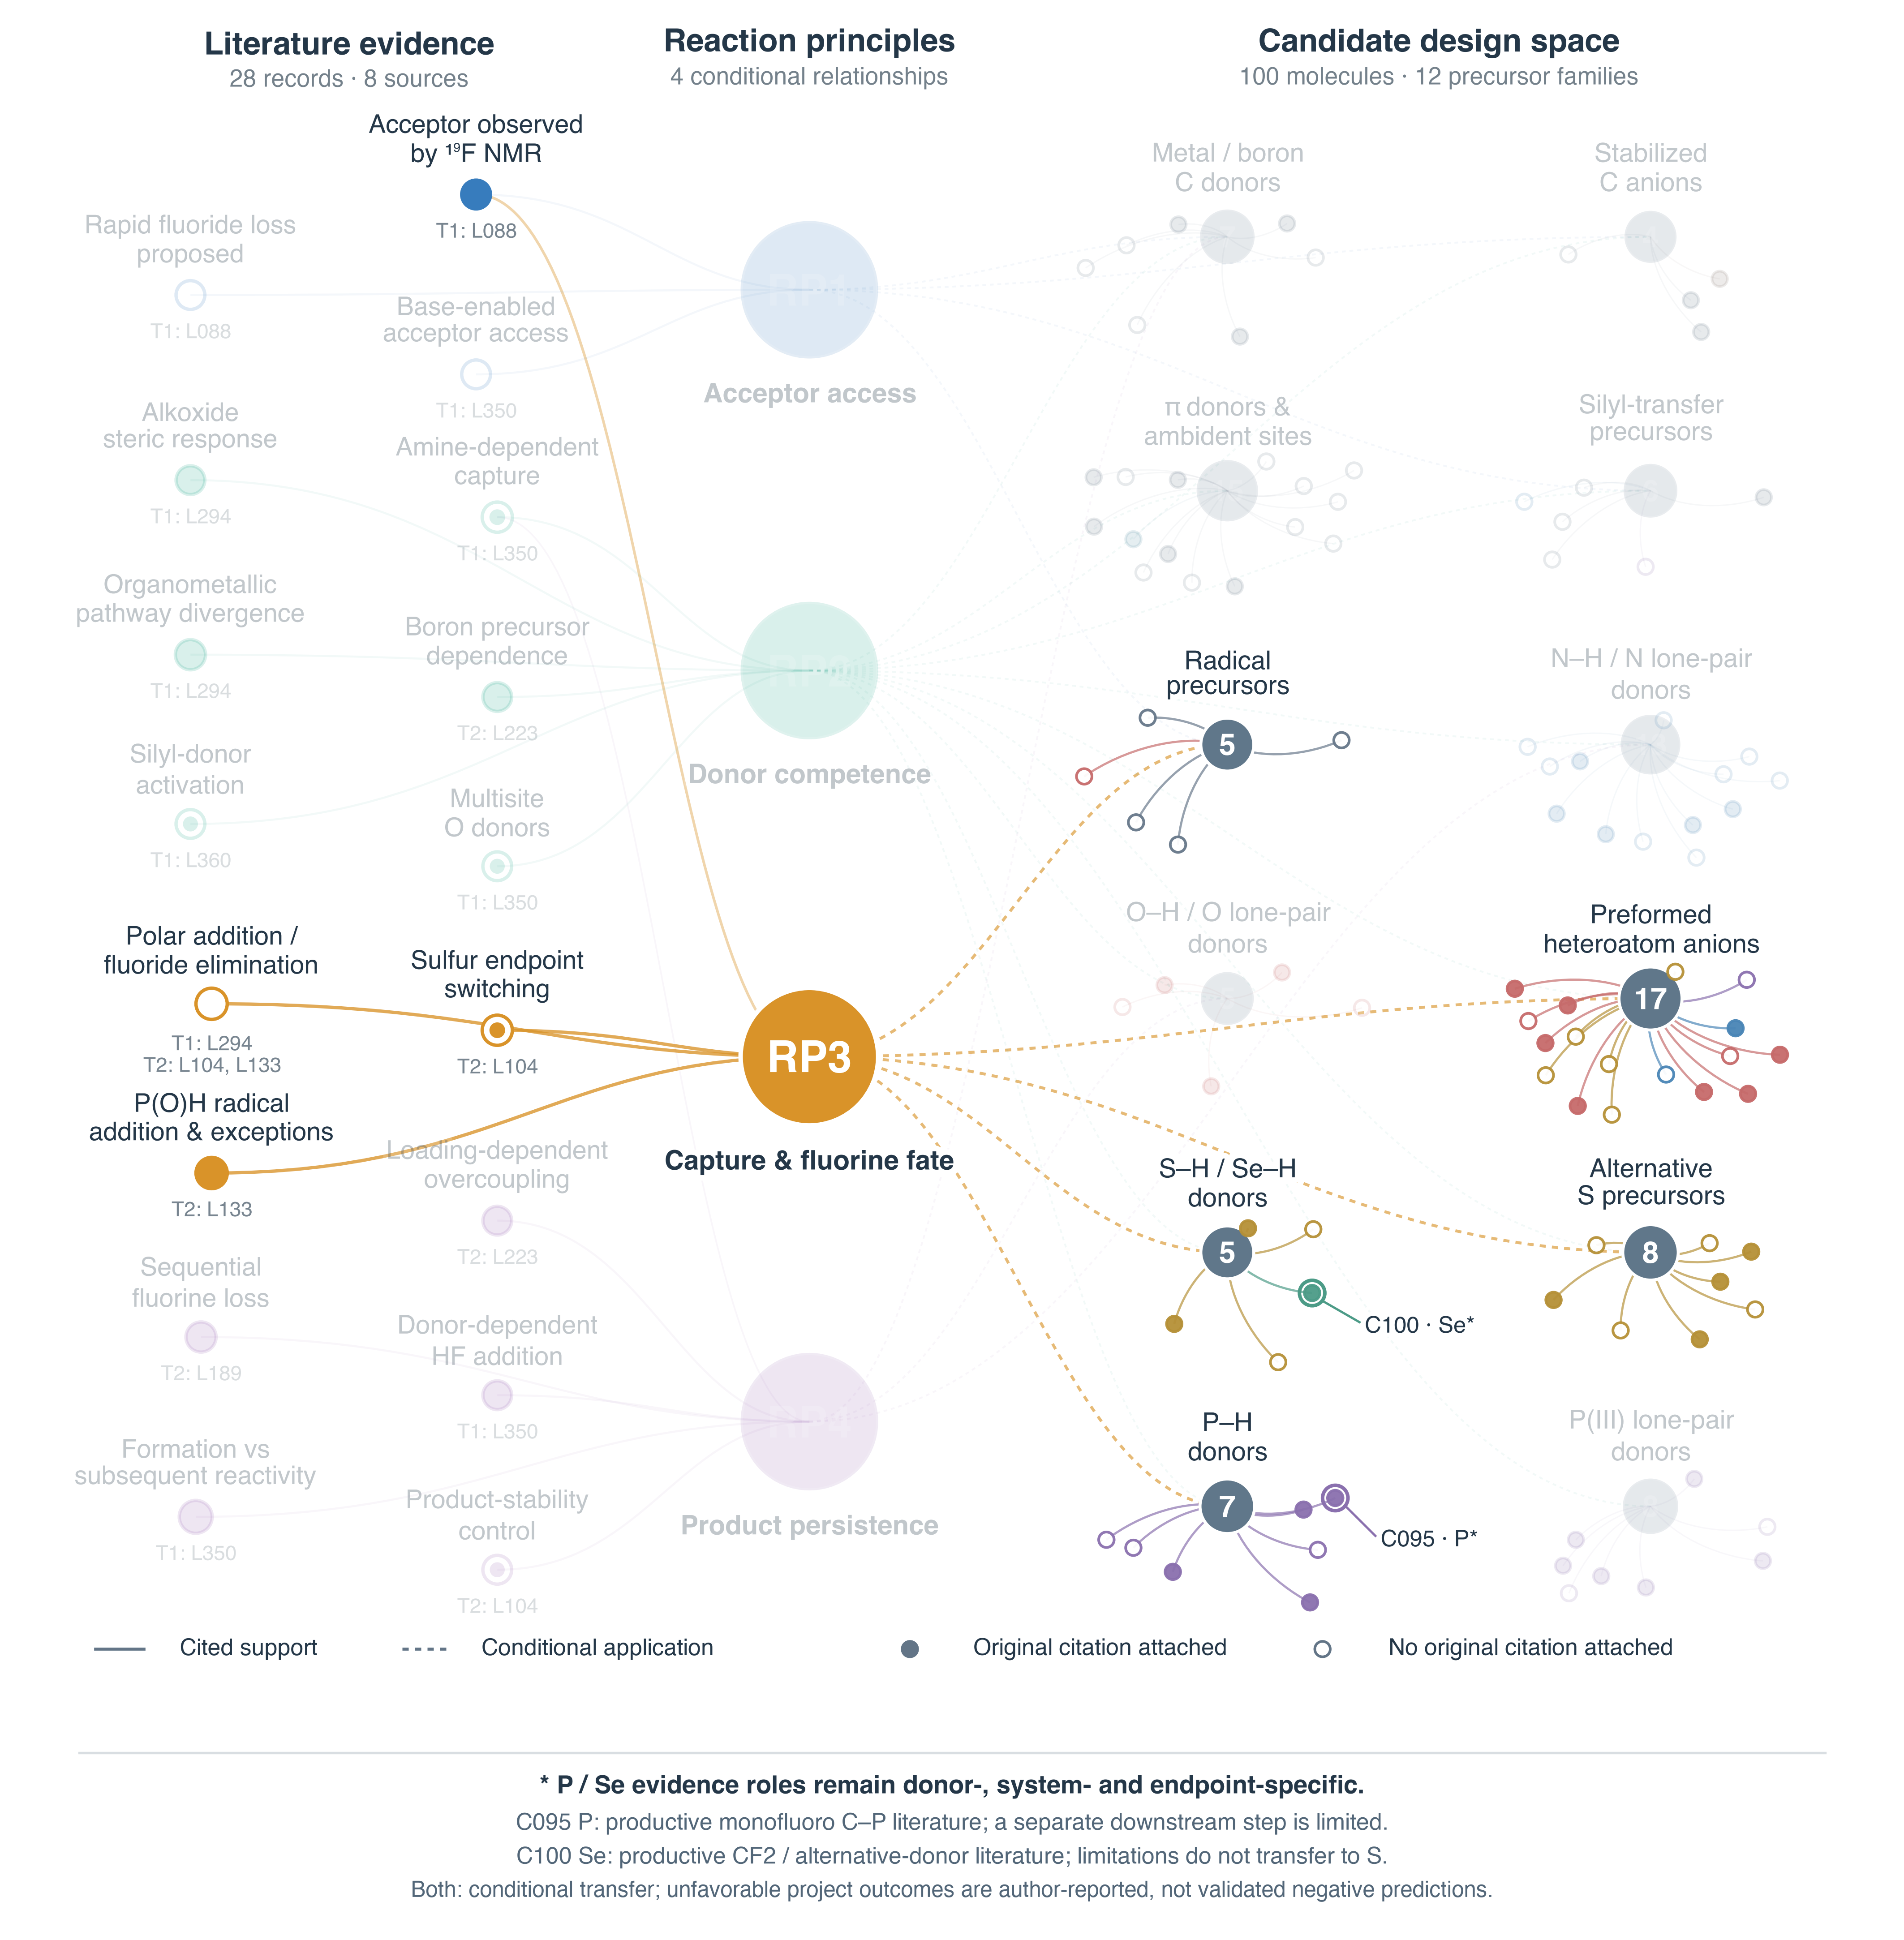 Literature evidence
28 records · 8 sources
Reaction principles
4 conditional relationships
Candidate design space
100 molecules · 12 precursor families
Acceptor observed
by ¹⁹F NMR
T1: L088
Rapid fluoride loss
proposed
T1: L088
Base-enabled
acceptor access
T1: L350
Alkoxide
steric response
T1: L294
Amine-dependent
capture
T1: L350
Organometallic
pathway divergence
T1: L294
Boron precursor
dependence
T2: L223
Silyl-donor
activation
T1: L360
Multisite
O donors
T1: L350
Polar addition /
fluoride elimination
T1: L294
T2: L104, L133
Sulfur endpoint
switching
T2: L104
P(O)H radical
addition & exceptions
T2: L133
Loading-dependent
overcoupling
T2: L223
Sequential
fluorine loss
T2: L189
Donor-dependent
HF addition
T1: L350
Formation vs
subsequent reactivity
T1: L350
Product-stability
control
T2: L104
Acceptor access
Donor competence
RP3
Capture & fluorine fate
Product persistence
Metal / boron
C donors
Stabilized
C anions
π donors &
ambident sites
Silyl-transfer
precursors
Radical
precursors
5
N–H / N lone-pair
donors
O–H / O lone-pair
donors
Preformed
heteroatom anions
17
S–H / Se–H
donors
5
C100 · Se*
Alternative
S precursors
8
P–H
donors
7
C095 · P*
P(III) lone-pair
donors
Cited support
Conditional application
Original citation attached
No original citation attached
* P / Se evidence roles remain donor-, system- and endpoint-specific.
C095 P: productive monofluoro C–P literature; a separate downstream step is limited.
C100 Se: productive CF2 / alternative-donor literature; limitations do not transfer to S.
Both: conditional transfer; unfavorable project outcomes are author-reported, not validated negative predictions.